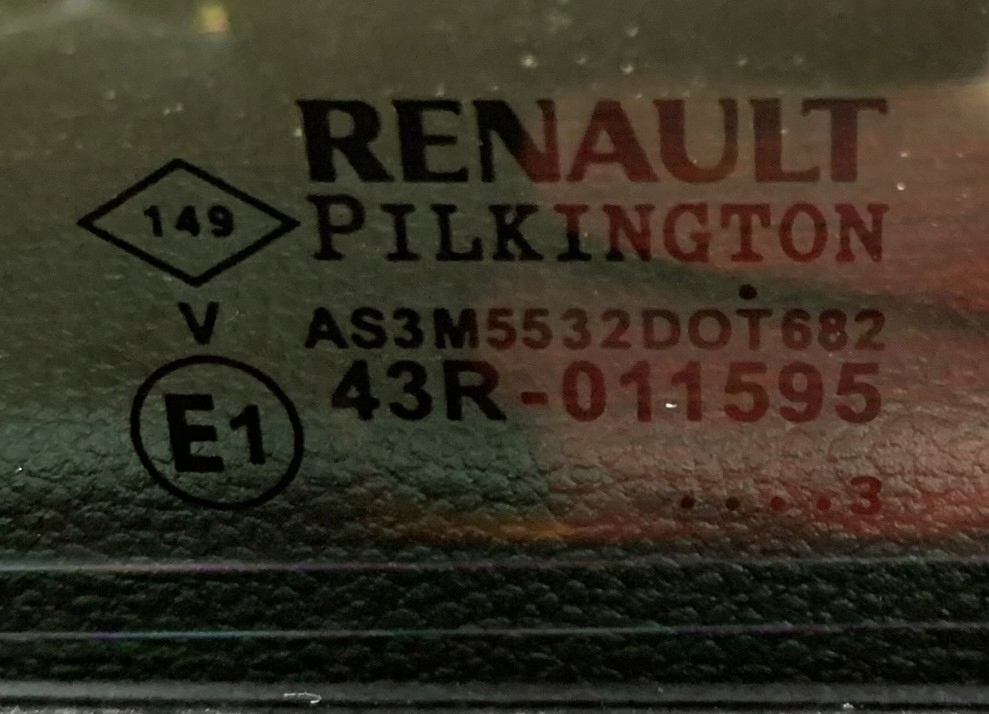 RENAULT
149
PILKINGTON
V
AS3M5532DOT682
E1
43R-011595
....3